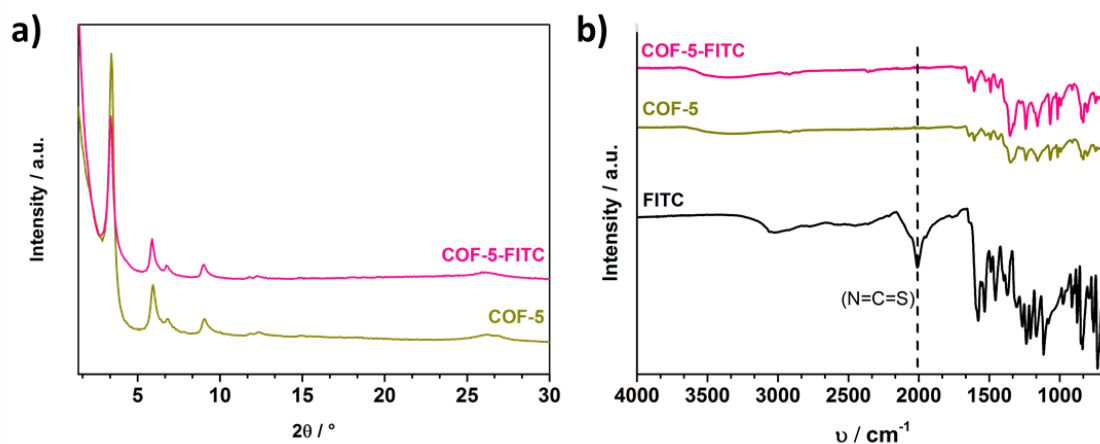 a)
Intensity / a.u.
COF-5-FITC
COF-5
5
10
15
20
25
30
2θ / °
b)
Intensity / a.u.
COF-5-FITC
COF-5
FITC
(N=C=S)
4000
3500
3000
2500
2000
1500
1000
υ / cm⁻¹